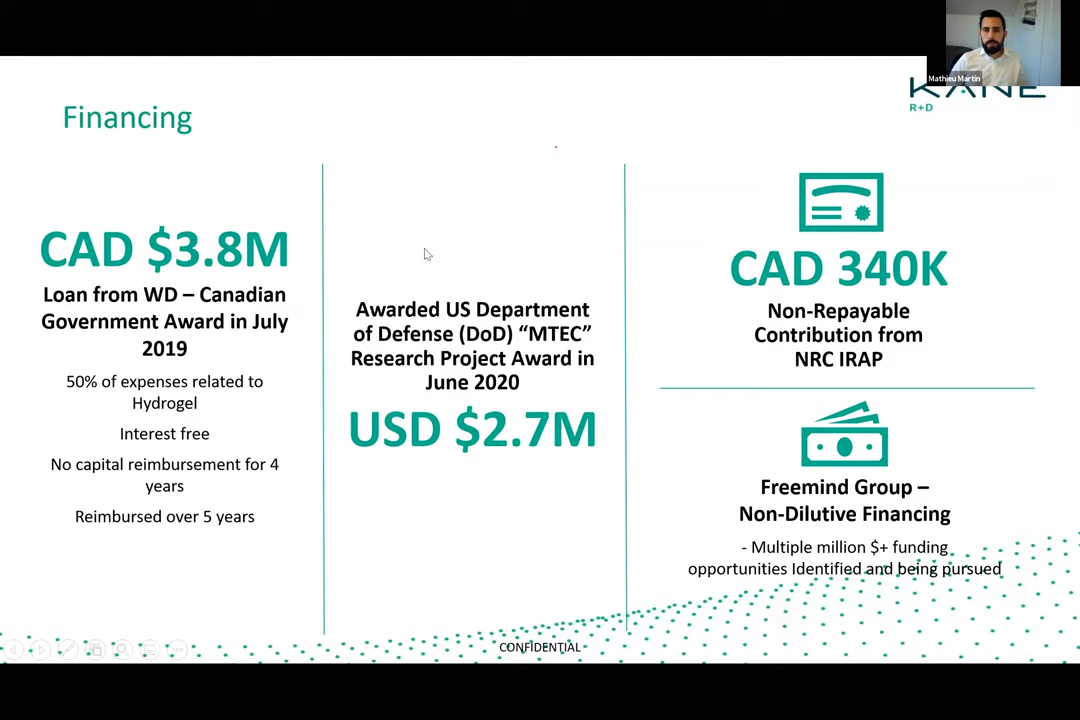 Mathieu Martin
KANE
R+D
Financing
CAD $3.8M
Loan from WD – Canadian
Government Award in July
2019
50% of expenses related to
Hydrogel
Interest free
No capital reimbursement for 4
years
Reimbursed over 5 years
Awarded US Department
of Defense (DoD) “MTEC”
Research Project Award in
June 2020
USD $2.7M
CAD 340K
Non-Repayable
Contribution from
NRC IRAP
Freemind Group –
Non-Dilutive Financing
- Multiple million $+ funding
opportunities Identified and being pursued
CONFIDENTIAL